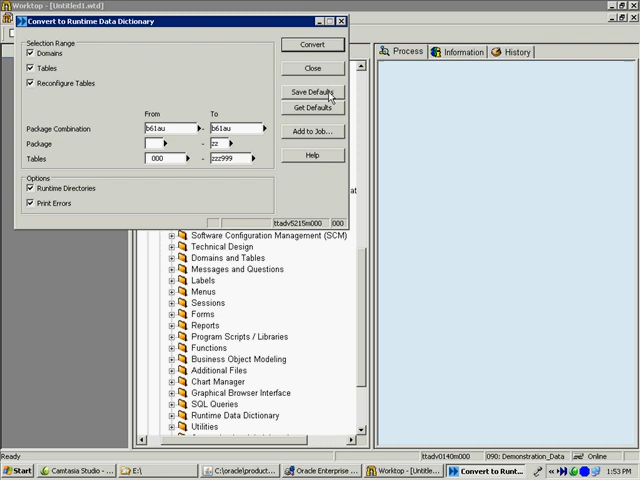 Worktop - [Untitled1.wtd]
Convert to Runtime Data Dictionary
Selection Range
Domains
Tables
Reconfigure Tables
From To
Package Combination b61au - b61au
Package - zz
Tables 000 - zzz999
Options
Runtime Directories
Print Errors
Convert
Close
Save Defaults
Get Defaults
Add to Job...
Help
ttadv5215m000 000
Process Information History
Software Configuration Management (SCM)
Technical Design
Domains and Tables
Messages and Questions
Labels
Menus
Sessions
Forms
Reports
Program Scripts / Libraries
Functions
Business Object Modeling
Additional Files
Chart Manager
Graphical Browser Interface
SQL Queries
Runtime Data Dictionary
Utilities
Ready ttadv0140m000 090: Demonstration_Data Online
Start Camtasia Studio - ... E:\ C:\oracle\product... Oracle Enterprise ... Worktop - [Untitle... Convert to Runt... 1:53 PM